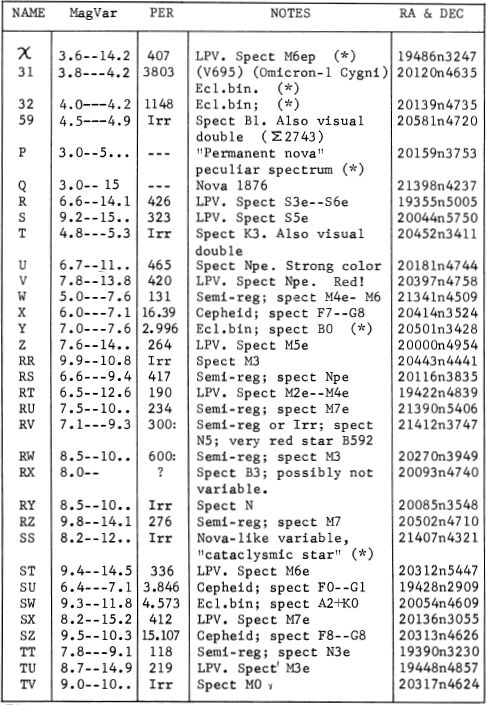 NAME MagVar PER NOTES RA & DEC
χ 3.6--14.2 407 LPV. Spect M6ep (*) 19486n3247
31 3.8---4.2 3803 (V695) (Omicron-1 Cygni) 20120n4635
Ecl.bin. (*)
32 4.0---4.2 1148 Ecl.bin; (*) 20139n4735
59 4.5---4.9 Irr Spect B1. Also visual 20581n4720
double (Σ2743)
P 3.0--5... --- "Permanent nova" 20159n3753
peculiar spectrum (*)
Q 3.0-- 15 --- Nova 1876 21398n4237
R 6.6--14.1 426 LPV. Spect S3e--S6e 19355n5005
S 9.2--15.. 323 LPV. Spect S5e 20044n5750
T 4.8---5.3 Irr Spect K3. Also visual 20452n3411
double
U 6.7--11.. 465 Spect Npe. Strong color 20181n4744
V 7.8--13.8 420 LPV. Spect Npe. Red! 20397n4758
W 5.0---7.6 131 Semi-reg; spect M4e- M6 21341n4509
X 6.0---7.1 16.39 Cepheid; spect F7--G8 20414n3524
Y 7.0---7.6 2.996 Ecl.bin; spect B0 (*) 20501n3428
Z 7.6--14.. 264 LPV. Spect M5e 20000n4954
RR 9.9--10.8 Irr Spect M3 20443n4441
RS 6.6---9.4 417 Semi-reg; spect Npe 20116n3835
RT 6.5--12.6 190 LPV. Spect M2e--M4e 19422n4839
RU 7.5--10.. 234 Semi-reg; spect M7e 21390n5406
RV 7.1---9.3 300: Semi-reg or Irr; spect 21412n3747
N5; very red star B592
RW 8.5--10.. 600: Semi-reg; spect M3 20270n3949
RX 8.0-- ? Spect B3; possibly not 20093n4740
variable.
RY 8.5--10.. Irr Spect N 20085n3548
RZ 9.8--14.1 276 Semi-reg; spect M7 20502n4710
SS 8.2--12.. Irr Nova-like variable, 21407n4321
"cataclysmic star" (*)
ST 9.4--14.5 336 LPV. Spect M6e 20312n5447
SU 6.4---7.1 3.846 Cepheid; spect F0--G1 19428n2909
SW 9.3--11.8 4.573 Ecl.bin; spect A2+K0 20054n4609
SX 8.2--15.2 412 LPV. Spect M7e 20136n3055
SZ 9.5--10.3 15.107 Cepheid; spect F8--G8 20313n4626
TT 7.8---9.1 118 Semi-reg; spect N3e 19390n3230
TU 8.7--14.9 219 LPV. Spect M3e 19448n4857
TV 9.0--10.. Irr Spect M0 20317n4624